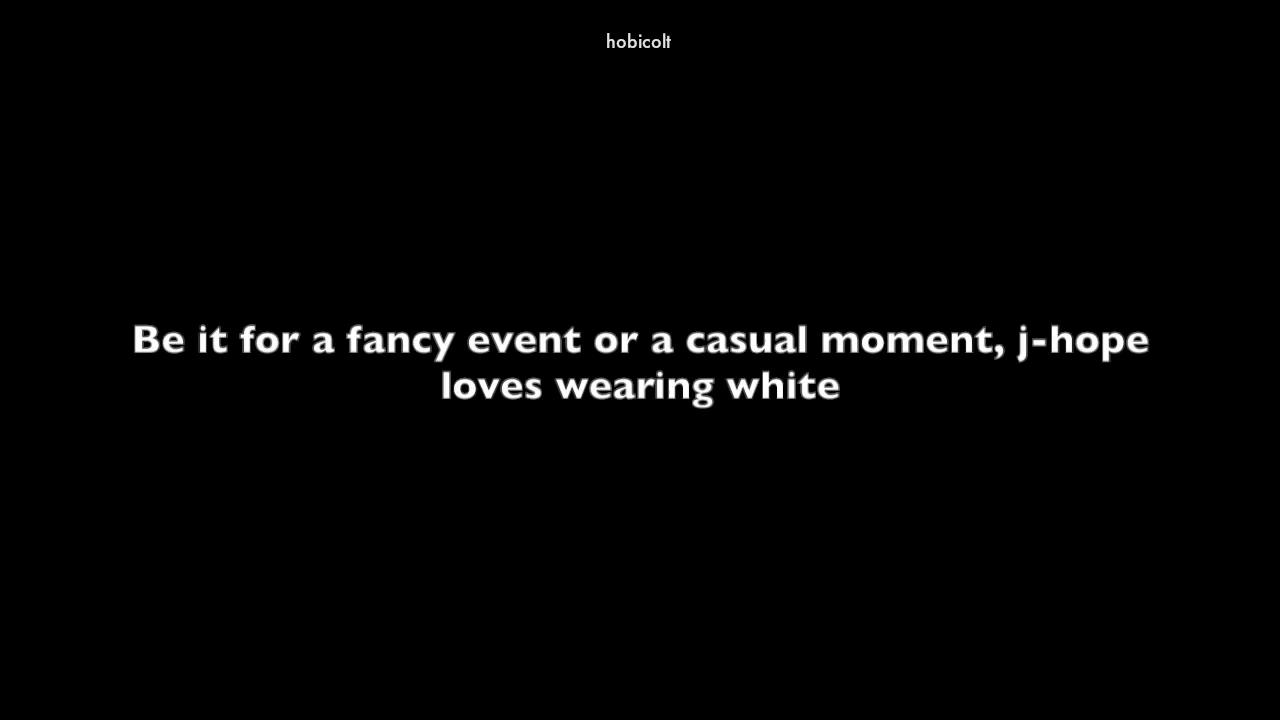 hobicolt
Be it for a fancy event or a casual moment, j-hope
loves wearing white